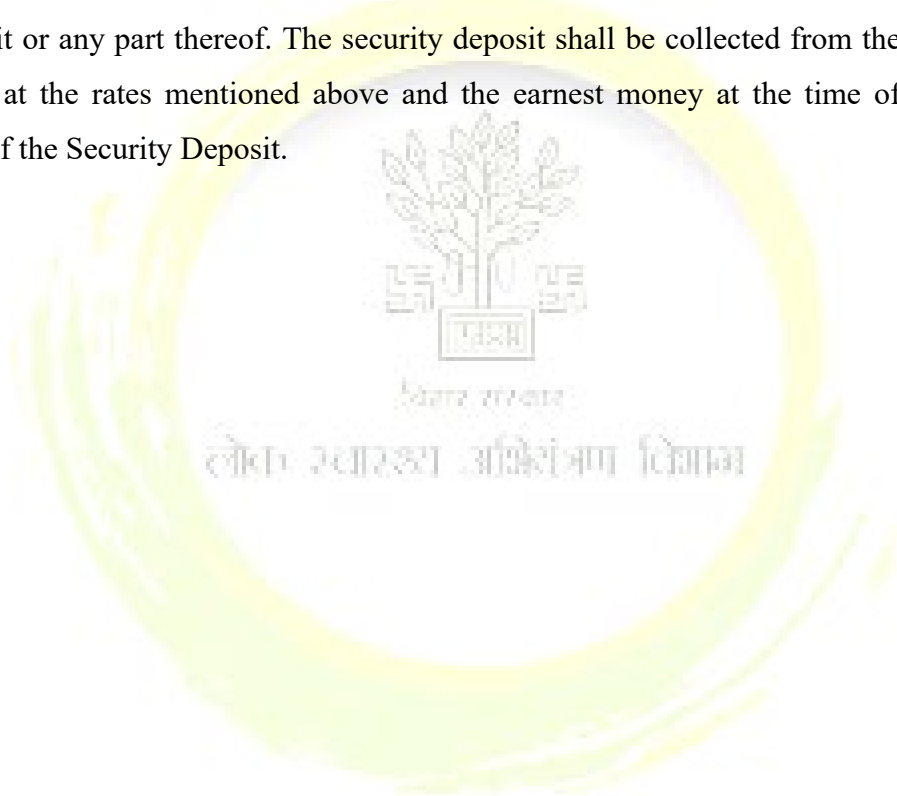 it or any part thereof. The security deposit shall be collected from the
at the rates mentioned above and the earnest money at the time of
f the Security Deposit.
बिहार सरकार
लोक स्वास्थ्य अभियंत्रण विभाग